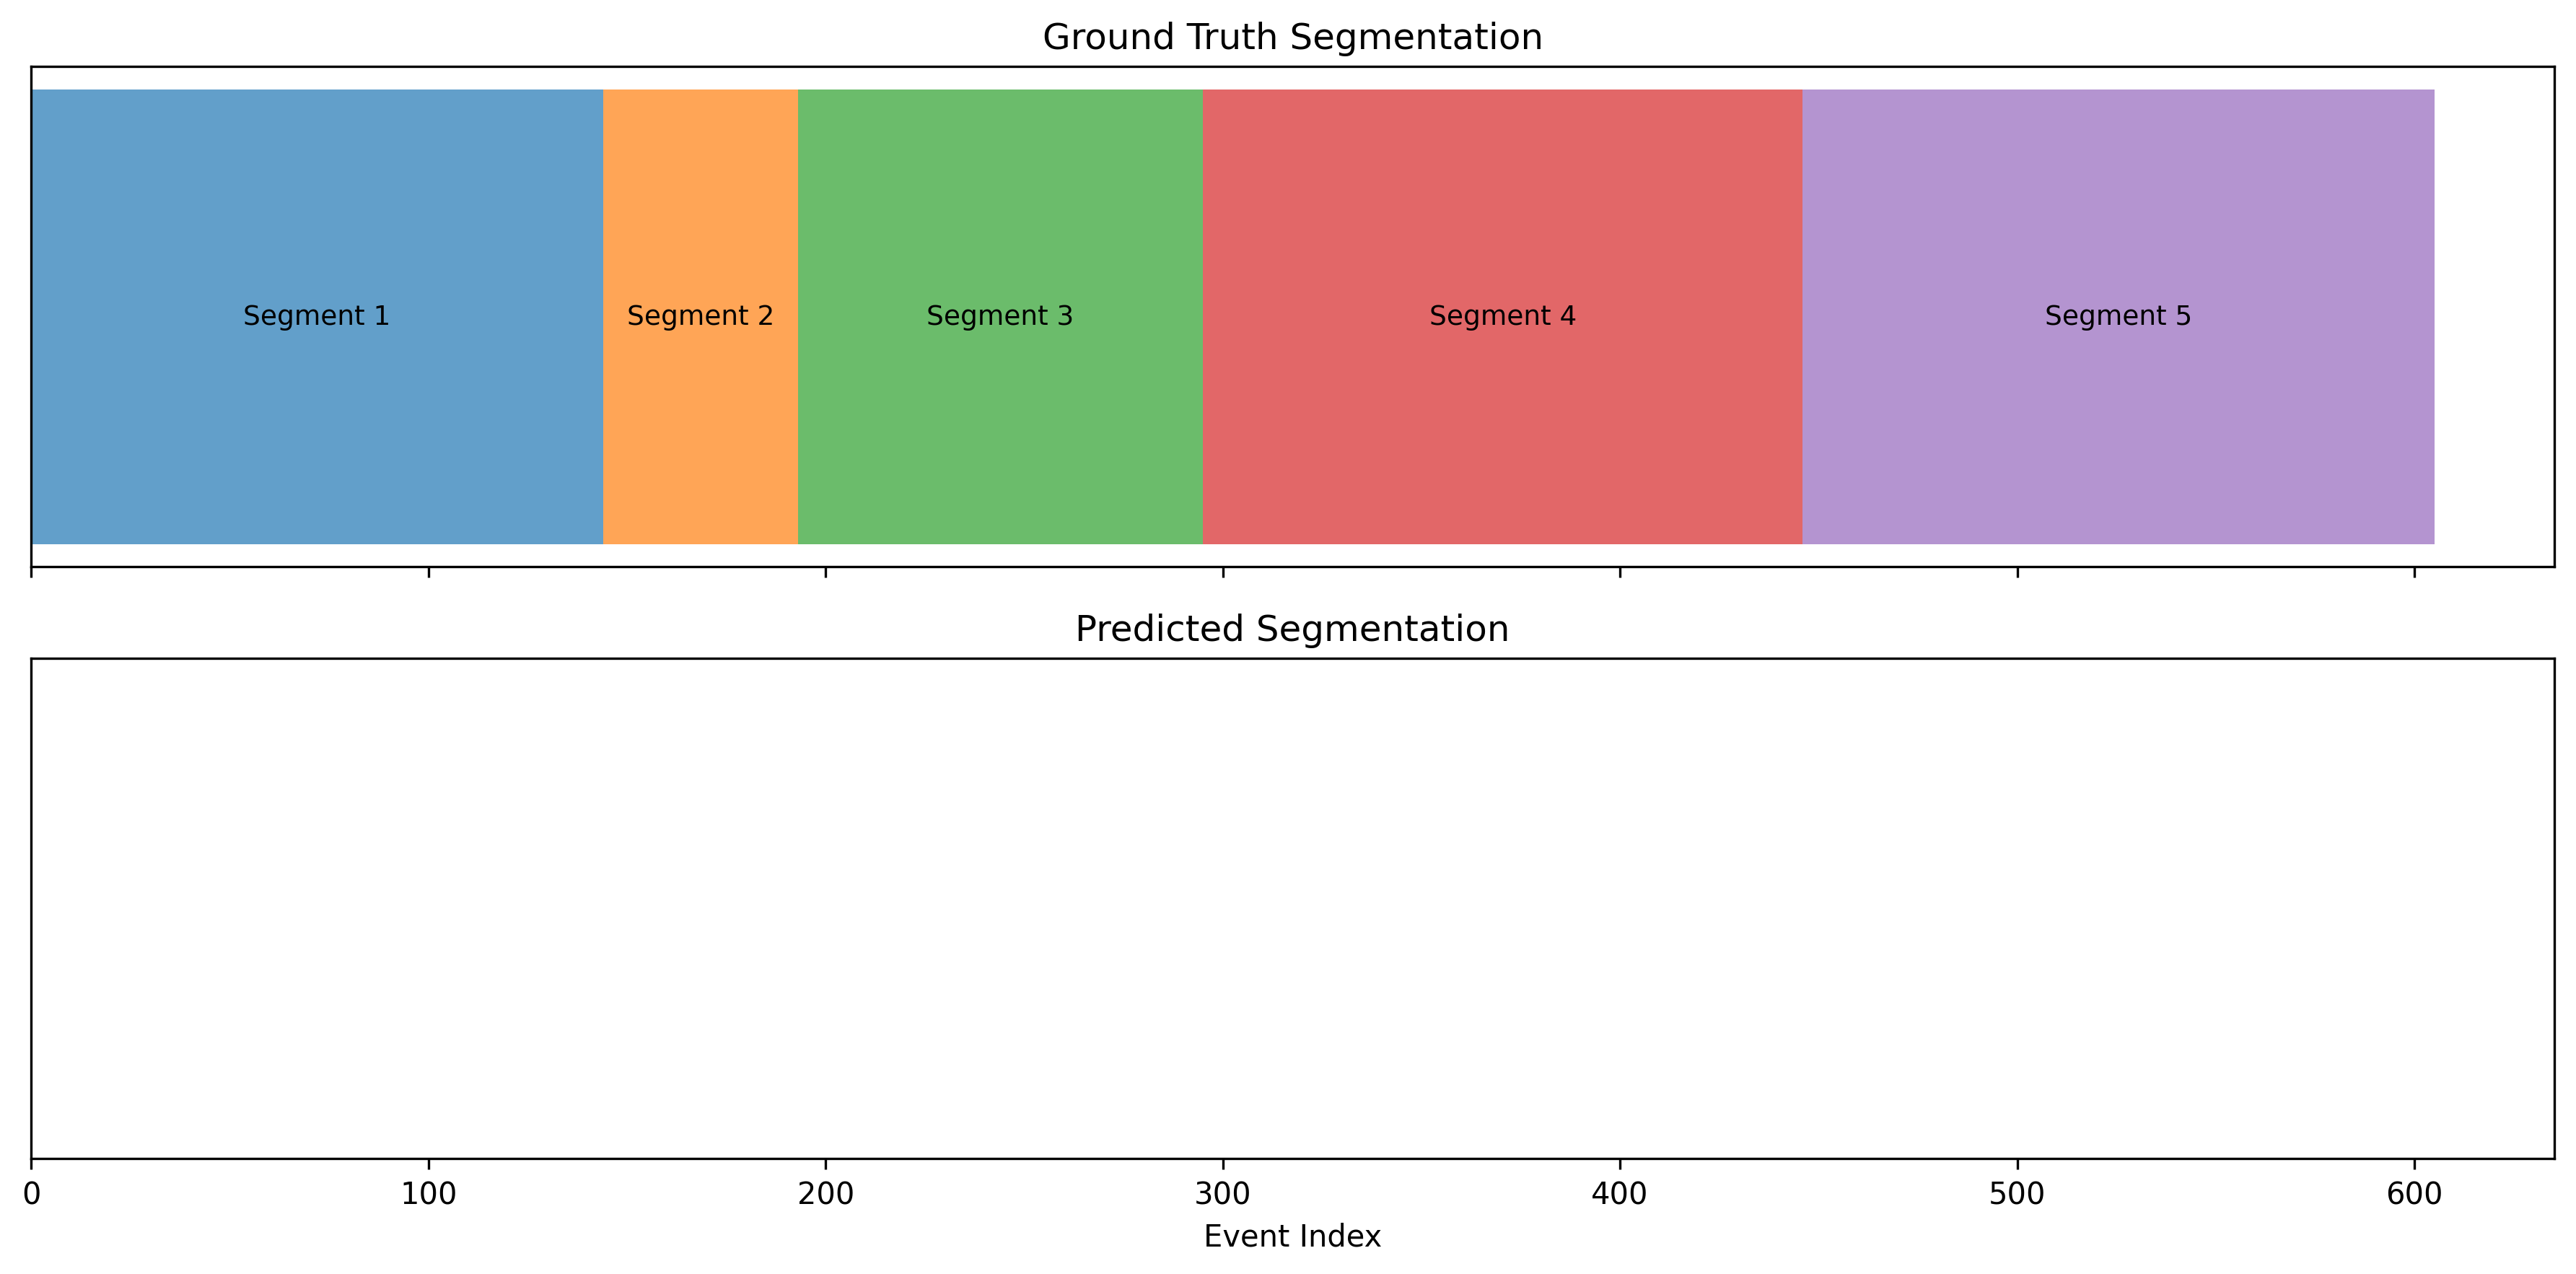 Ground Truth Segmentation
Segment 1 Segment 2 Segment 3 Segment 4 Segment 5
Predicted Segmentation
0 100 200 300 400 500 600
Event Index